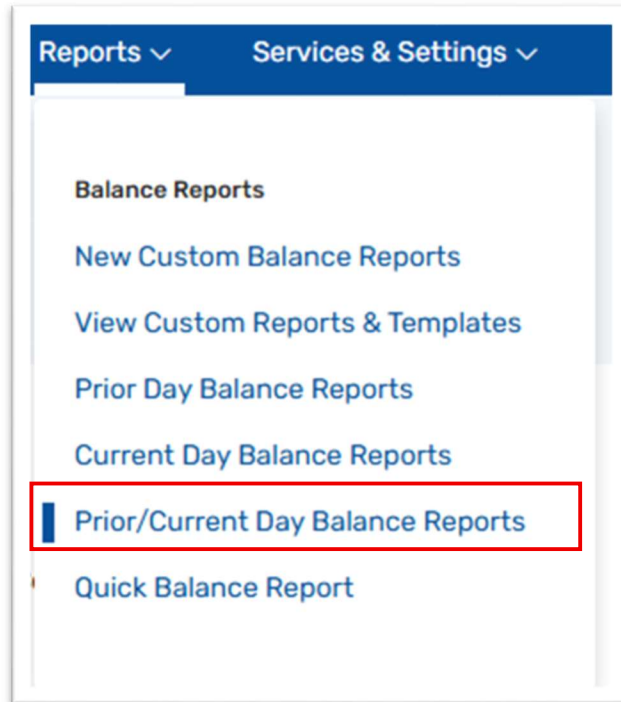 Reports Services & Settings
Balance Reports
New Custom Balance Reports
View Custom Reports & Templates
Prior Day Balance Reports
Current Day Balance Reports
Prior/Current Day Balance Reports
Quick Balance Report